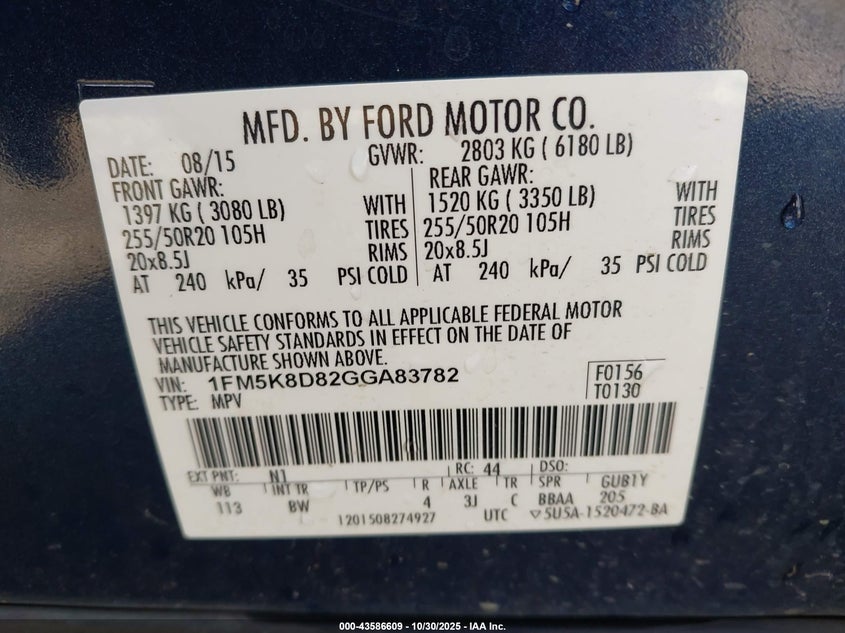 MFD. BY FORD MOTOR CO.
DATE: 08/15 GVWR: 2803 KG ( 6180 LB)
FRONT GAWR: REAR GAWR:
1397 KG ( 3080 LB) WITH 1520 KG ( 3350 LB) WITH
255/50R20 105H TIRES 255/50R20 105H TIRES
20x8.5J RIMS 20x8.5J RIMS
AT 240 kPa/ 35 PSI COLD AT 240 kPa/ 35 PSI COLD
THIS VEHICLE CONFORMS TO ALL APPLICABLE FEDERAL MOTOR
VEHICLE SAFETY STANDARDS IN EFFECT ON THE DATE OF
MANUFACTURE SHOWN ABOVE.
VIN: 1FM5K8D82GGA83782 F0156
TYPE: MPV T0130
EXT PNT: N1 RC: 44 DSO:
WB INT TR TP/PS R AXLE TR SPR GUB1Y
113 BW 4 3J C BBAA 205
1201508274927 UTC ▽5U5A-1520472-BA
000-43586609 - 10/30/2025 - IAA Inc.